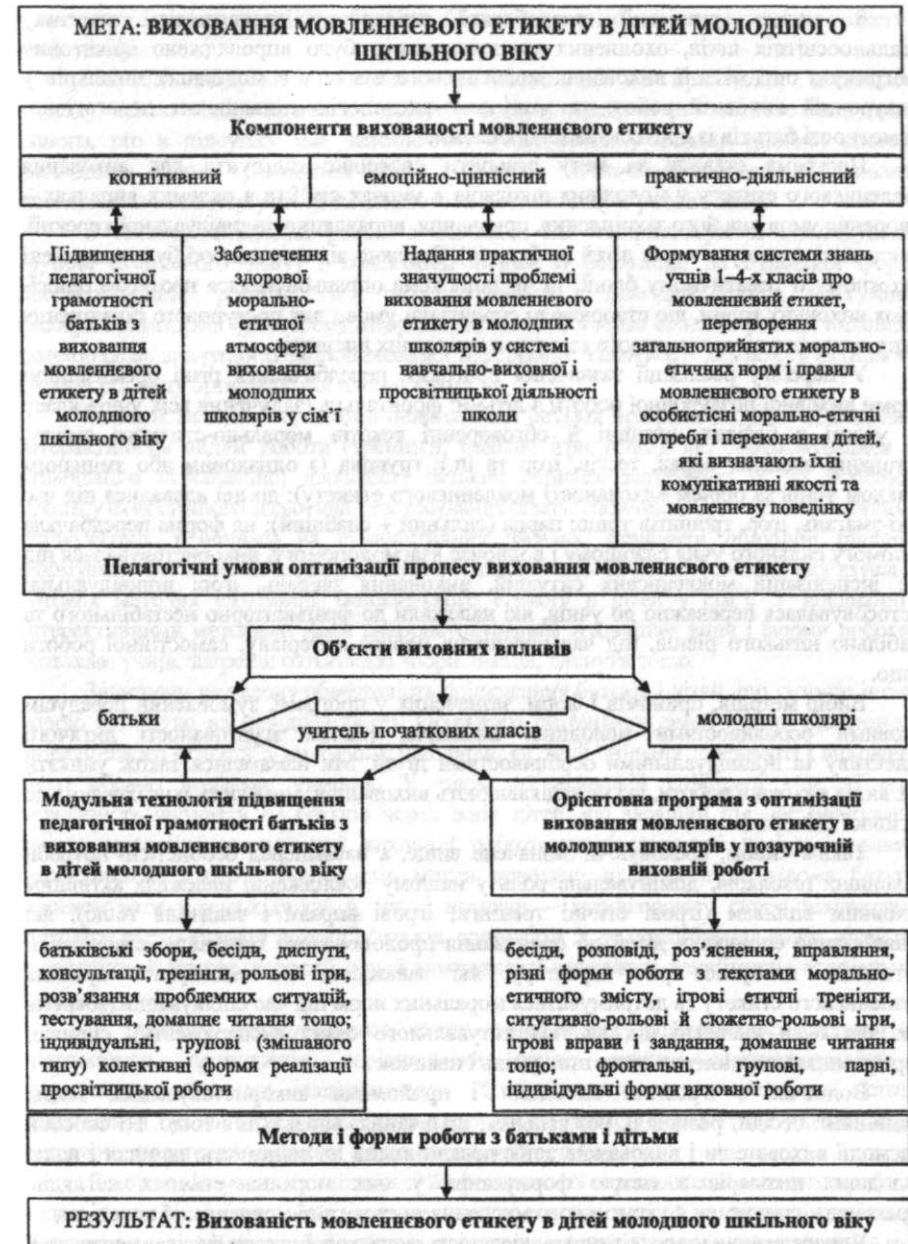 МЕТА: ВИХОВАННЯ МОВЛЕННЄВОГО ЕТИКЕТУ В ДІТЕЙ МОЛОДШОГО
ШКІЛЬНОГО ВІКУ
Компоненти вихованості мовленнєвого етикету
когнітивний
емоційно-ціннісний
практично-діяльнісний
Підвищення
педагогічної
грамотності
батьків з
виховання
мовленнєвого
етикету в дітей
молодшого
шкільного віку
Забезпечення
належної
морально-
етичної
атмосфери
виховання
молодших
школярів у сім’ї
Надання практичної
значущості проблемі
виховання мовленнєвого
етикету в молодших
школярів у системі
навчально-виховної і
просвітницької діяльності
Формування системи знань
учнів 1–4 класів про
мовленнєвий етикет,
перетворення
загальноприйнятих морально-
етичних норм і правил
мовленнєвого етикету в
особистісні норми, внутрішні
потреби і переконання дітей,
які визначають їхні
комунікативні якості та
мовленнєву поведінку
Педагогічні умови оптимізації процесу виховання мовленнєвого етикету
Об’єкти виховних впливів
батьки
учитель початкових класів
молодші школярі
Модульна технологія підвищення
педагогічної грамотності батьків з
виховання мовленнєвого етикету
в дітей молодшого шкільного віку
Орієнтовна програма з оптимізації
виховання мовленнєвого етикету в
молодших школярів у позаурочній
виховній роботі
батьківські збори, бесіди, диспути,
консультації, тренінги, рольові ігри,
розв’язання проблемних ситуацій,
тестування, домашнє читання тощо;
індивідуальні, групові (змішаного
типу) колективні форми реалізації
просвітницької роботи
бесіди, розповіді, роз’яснення, вправляння,
різні форми роботи з текстами морально-
етичного змісту, ігрові етичні тренінги,
сюжетно-рольові й комунікативні ігри,
ігрові вправи і завдання, домашнє читання
тощо; фронтальні, групові, парні,
індивідуальні форми виховної роботи
Методи і форми роботи з батьками і дітьми
РЕЗУЛЬТАТ: Вихованість мовленнєвого етикету в дітей молодшого шкільного віку